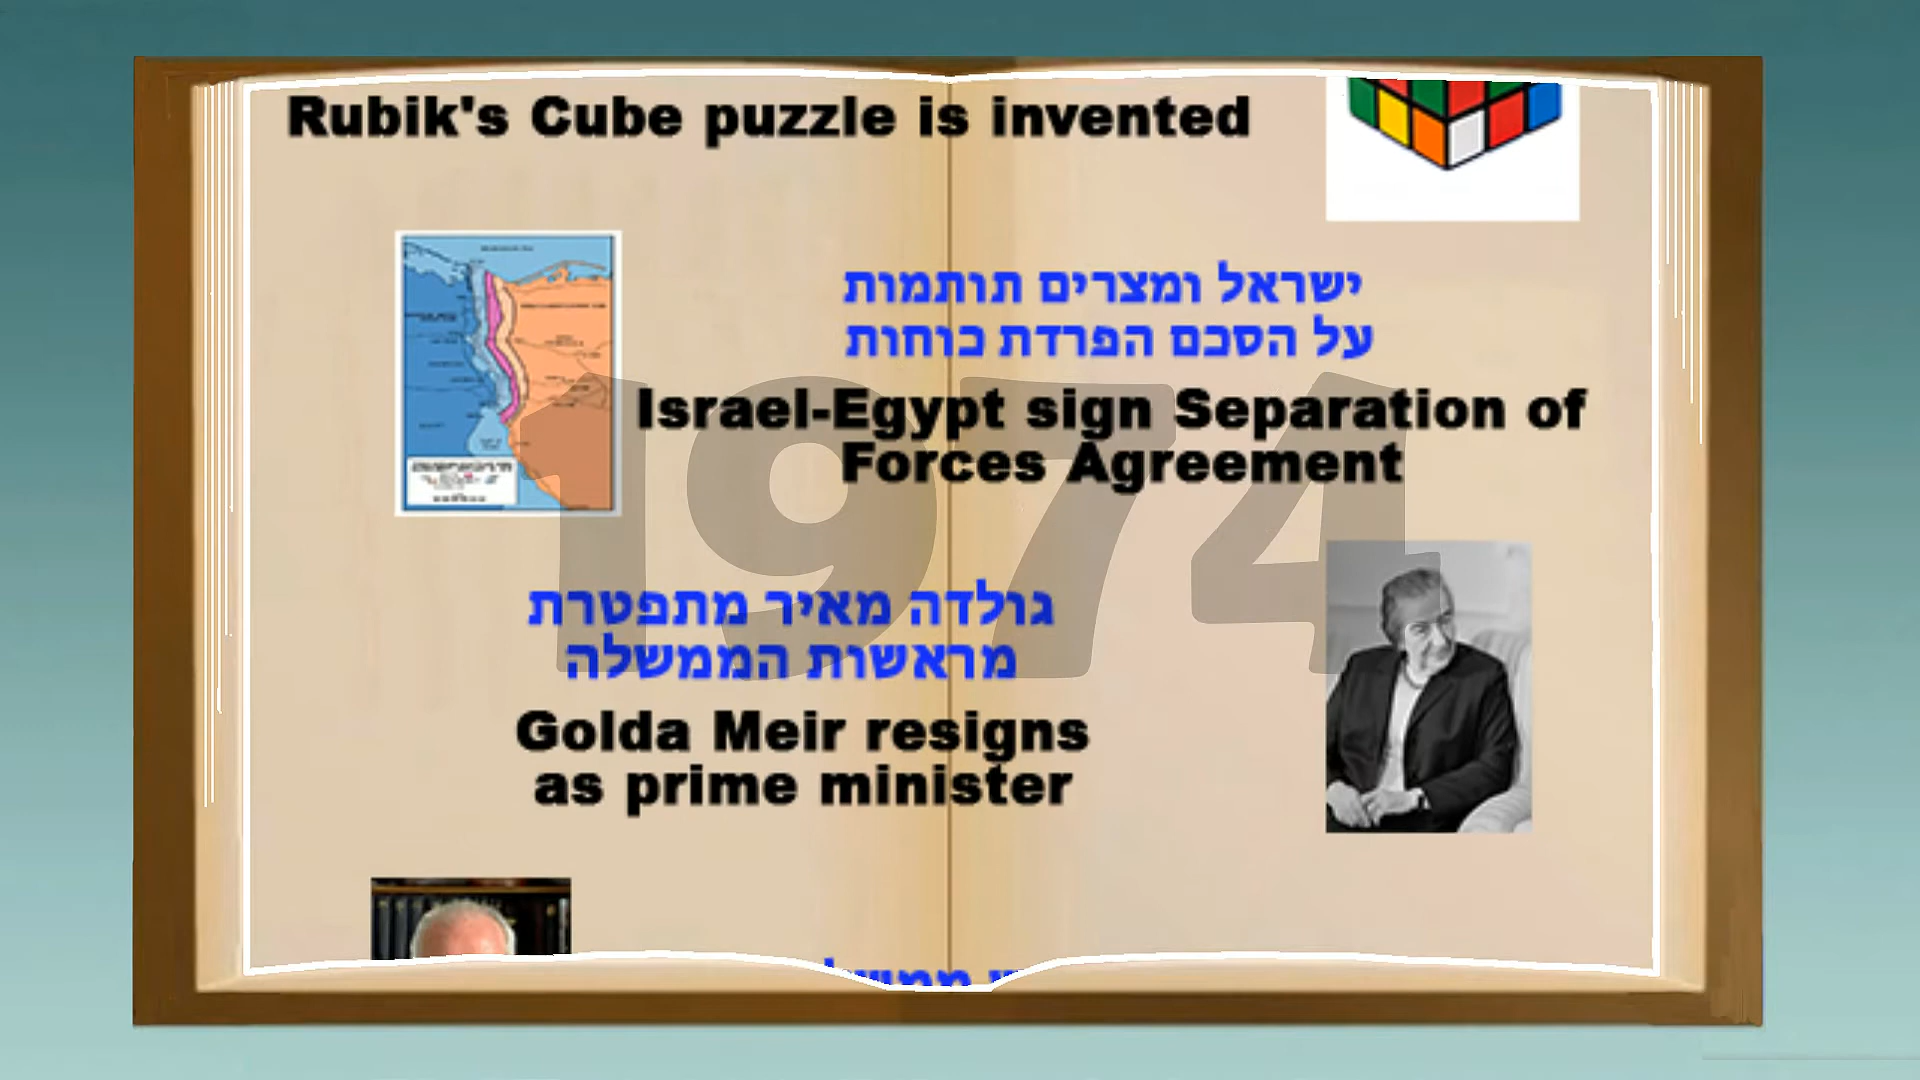 Rubik's Cube puzzle is invented
ישראל ומצרים תותמות
על הסכם הפרדת כוחות
Israel-Egypt sign Separation of
Forces Agreement
1974
גולדה מאיר מתפטרת
מראשות הממשלה
Golda Meir resigns
as prime minister